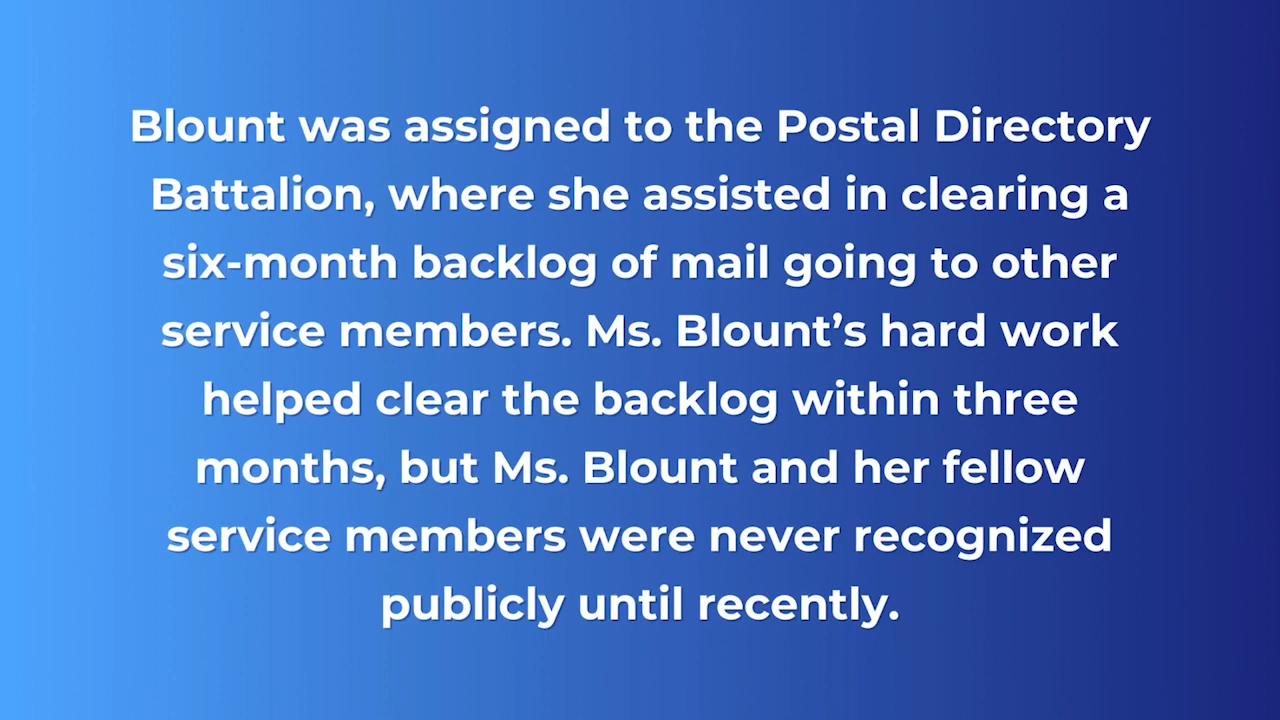 Blount was assigned to the Postal Directory
Battalion, where she assisted in clearing a
six-month backlog of mail going to other
service members. Ms. Blount’s hard work
helped clear the backlog within three
months, but Ms. Blount and her fellow
service members were never recognized
publicly until recently.